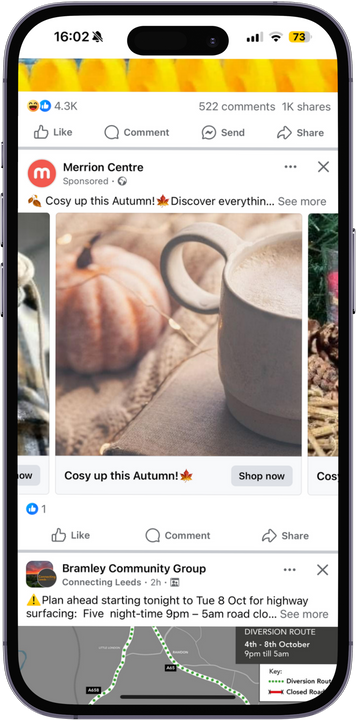 16:02
73
4.3K
522 comments 1K shares
Like Comment Send Share
m
Merrion Centre
Sponsored ·
Cosy up this Autumn! Discover everythin... See more
now
Cosy up this Autumn!
Shop now
Cos
1
Like Comment Share
Bramley Community Group
Connecting Leeds · 2h ·
Plan ahead starting tonight to Tue 8 Oct for highway
surfacing: Five night-time 9pm – 5am road clo... See more
DIVERSION ROUTE
4th - 8th October
9pm till 5am
Key:
Diversion Rout
Closed Road
A65
A658